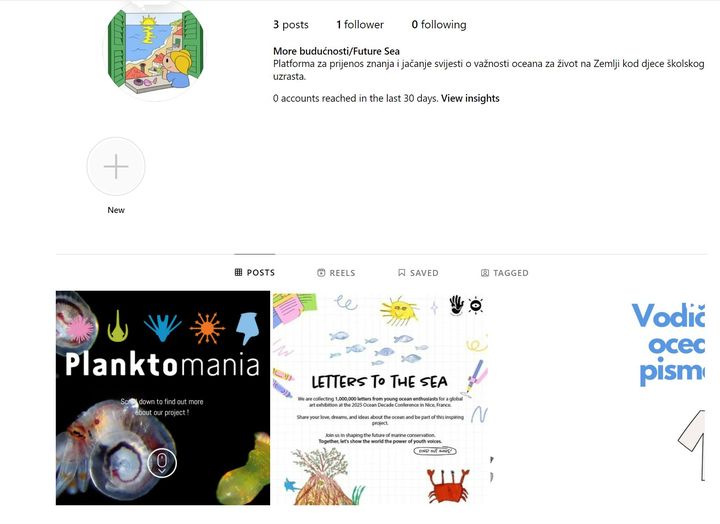 3 posts 1 follower 0 following
More budućnosti/Future Sea
Platforma za prijenos znanja i jačanje svijesti o važnosti oceana za život na Zemlji kod djece školskog
uzrasta.
0 accounts reached in the last 30 days. View insights
New
POSTS REELS SAVED TAGGED
Planktomania
Scroll down to find out more
about our project !
LETTERS TO THE SEA
We are collecting 1,000,000 letters from young ocean enthusiasts for a global
art exhibition at the 2025 Ocean Decade Conference in Nice, France.
Share your love, dreams, and ideas about the ocean and be part of this inspiring
project.
Join us in shaping the future of marine conservation.
Together, let's show the world the power of youth voices.
FIND OUT MORE!
Vodič
ocea
pisme